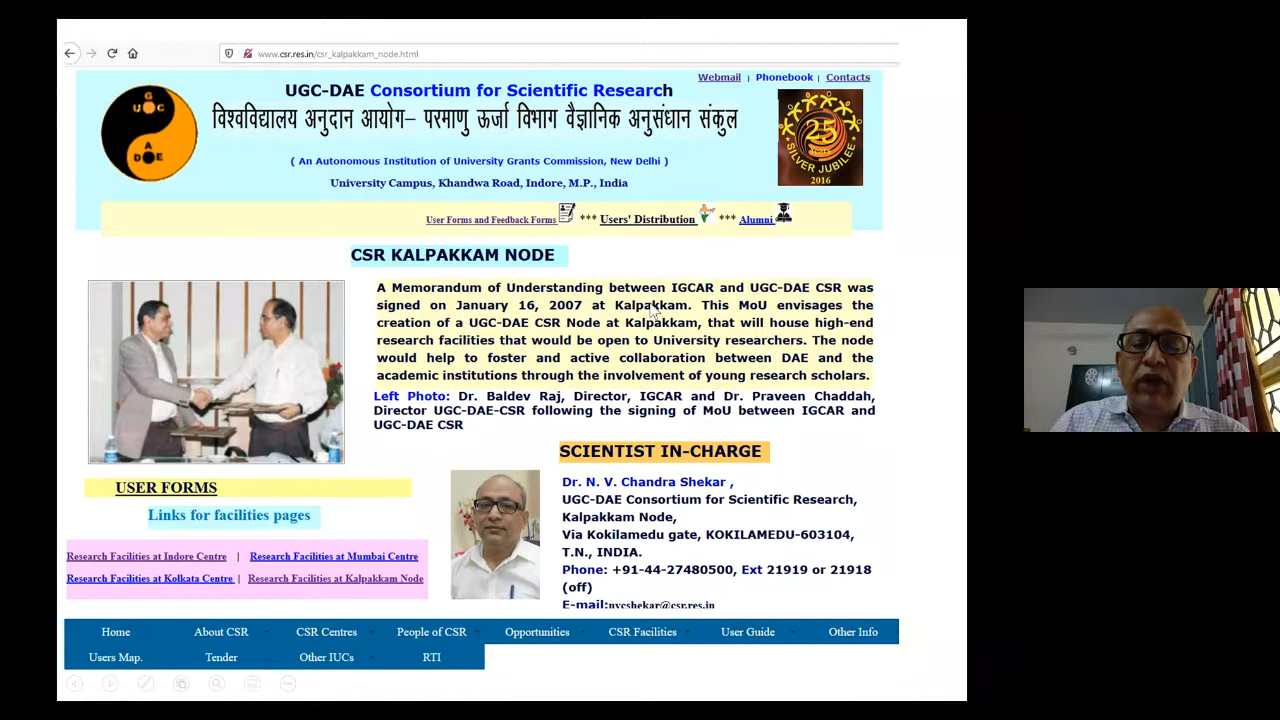 www.csr.res.in/csr_kalpakkam_node.html
Webmail | Phonebook | Contacts
UGC-DAE Consortium for Scientific Research
विश्वविद्यालय अनुदान आयोग– परमाणु ऊर्जा विभाग वैज्ञानिक अनुसंधान संकुल
( An Autonomous Institution of University Grants Commission, New Delhi )
University Campus, Khandwa Road, Indore, M.P., India
G
U C
A
D E
25
SILVER JUBILEE
2016
User Forms and Feedback Forms *** Users' Distribution *** Alumni
CSR KALPAKKAM NODE
A Memorandum of Understanding between IGCAR and UGC-DAE CSR was
signed on January 16, 2007 at Kalpakkam. This MoU envisages the
creation of a UGC-DAE CSR Node at Kalpakkam, that will house high-end
research facilities that would be open to University researchers. The node
would help to foster and active collaboration between DAE and the
academic institutions through the involvement of young research scholars.
Left Photo: Dr. Baldev Raj, Director, IGCAR and Dr. Praveen Chaddah,
Director UGC-DAE-CSR following the signing of MoU between IGCAR and
UGC-DAE CSR
SCIENTIST IN-CHARGE
Dr. N. V. Chandra Shekar ,
UGC-DAE Consortium for Scientific Research,
Kalpakkam Node,
Via Kokilamedu gate, KOKILAMEDU-603104,
T.N., INDIA.
Phone: +91-44-27480500, Ext 21919 or 21918
(off)
E-mail:nvcshekar@csr.res.in
USER FORMS
Links for facilities pages
Research Facilities at Indore Centre | Research Facilities at Mumbai Centre
Research Facilities at Kolkata Centre | Research Facilities at Kalpakkam Node
Home About CSR CSR Centres People of CSR Opportunities CSR Facilities User Guide Other Info
Users Map. Tender Other IUCs RTI